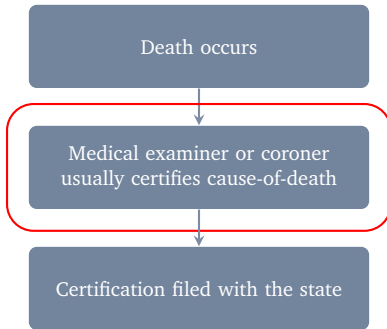 Death occurs
Medical examiner or coroner
usually certifies cause-of-death
Certification filed with the state